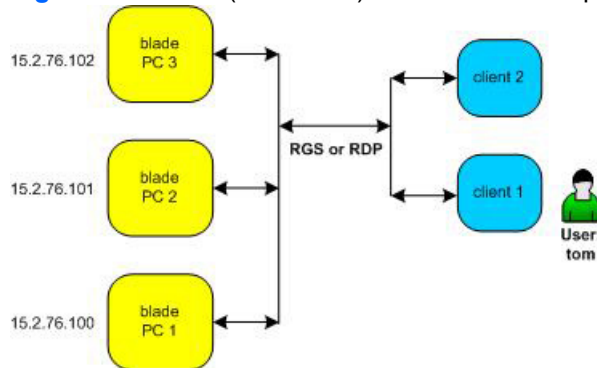 blade
PC 3
15.2.76.102
client 2
RGS or RDP
blade
PC 2
15.2.76.101
client 1
User
tom
blade
PC 1
15.2.76.100